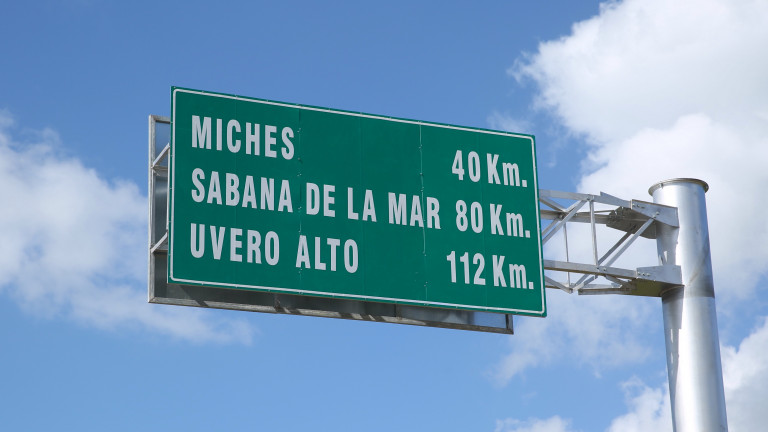 MICHES 40 Km.
SABANA DE LA MAR 80 Km.
UVERO ALTO 112 Km.